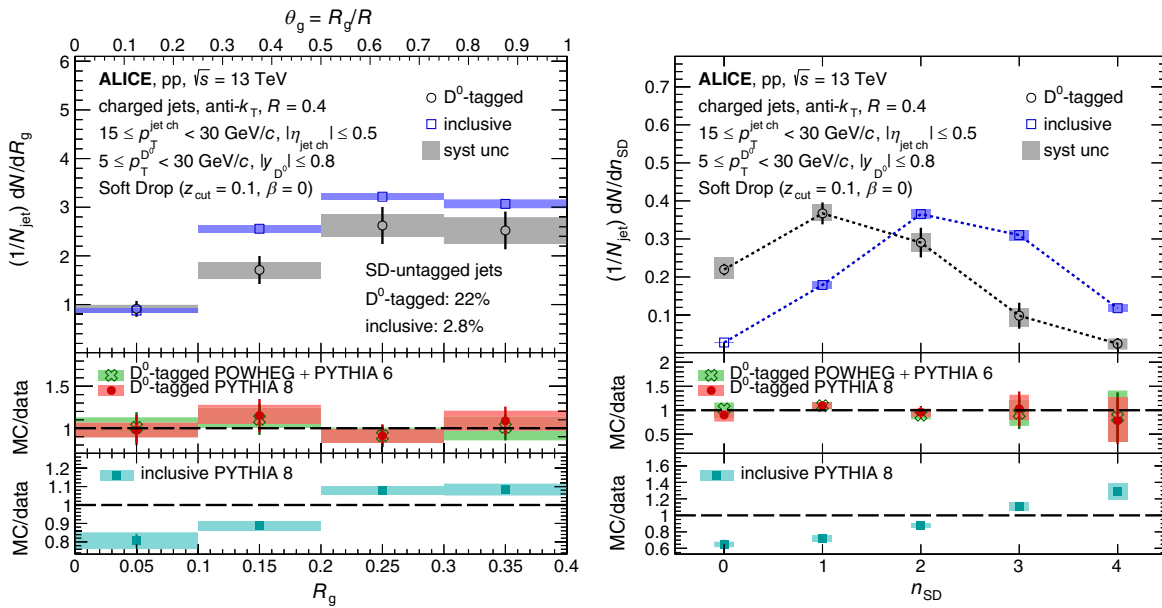 θg = Rg/R
0 0.1 0.2 0.3 0.4 0.5 0.6 0.7 0.8 0.9 1
ALICE, pp, √s = 13 TeV
charged jets, anti-kT, R = 0.4
15 ≤ pT^jet ch < 30 GeV/c, |ηjet ch| ≤ 0.5
5 ≤ pT^D0 < 30 GeV/c, |yD0| ≤ 0.8
Soft Drop (zcut = 0.1, β = 0)
D0-tagged
inclusive
syst unc
SD-untagged jets
D0-tagged: 22%
inclusive: 2.8%
(1/Njet) dN/dRg
6
5
4
3
2
1
D0-tagged POWHEG + PYTHIA 6
D0-tagged PYTHIA 8
MC/data
1.5
1
inclusive PYTHIA 8
MC/data
1.1
1
0.9
0.8
0 0.05 0.1 0.15 0.2 0.25 0.3 0.35 0.4
Rg
ALICE, pp, √s = 13 TeV
charged jets, anti-kT, R = 0.4
15 ≤ pT^jet ch < 30 GeV/c, |ηjet ch| ≤ 0.5
5 ≤ pT^D0 < 30 GeV/c, |yD0| ≤ 0.8
Soft Drop (zcut = 0.1, β = 0)
D0-tagged
inclusive
syst unc
(1/Njet) dN/dnSD
0.7
0.6
0.5
0.4
0.3
0.2
0.1
D0-tagged POWHEG + PYTHIA 6
D0-tagged PYTHIA 8
MC/data
2
1.5
1
0.5
inclusive PYTHIA 8
MC/data
1.6
1.4
1.2
1
0.8
0.6
0 1 2 3 4
nSD